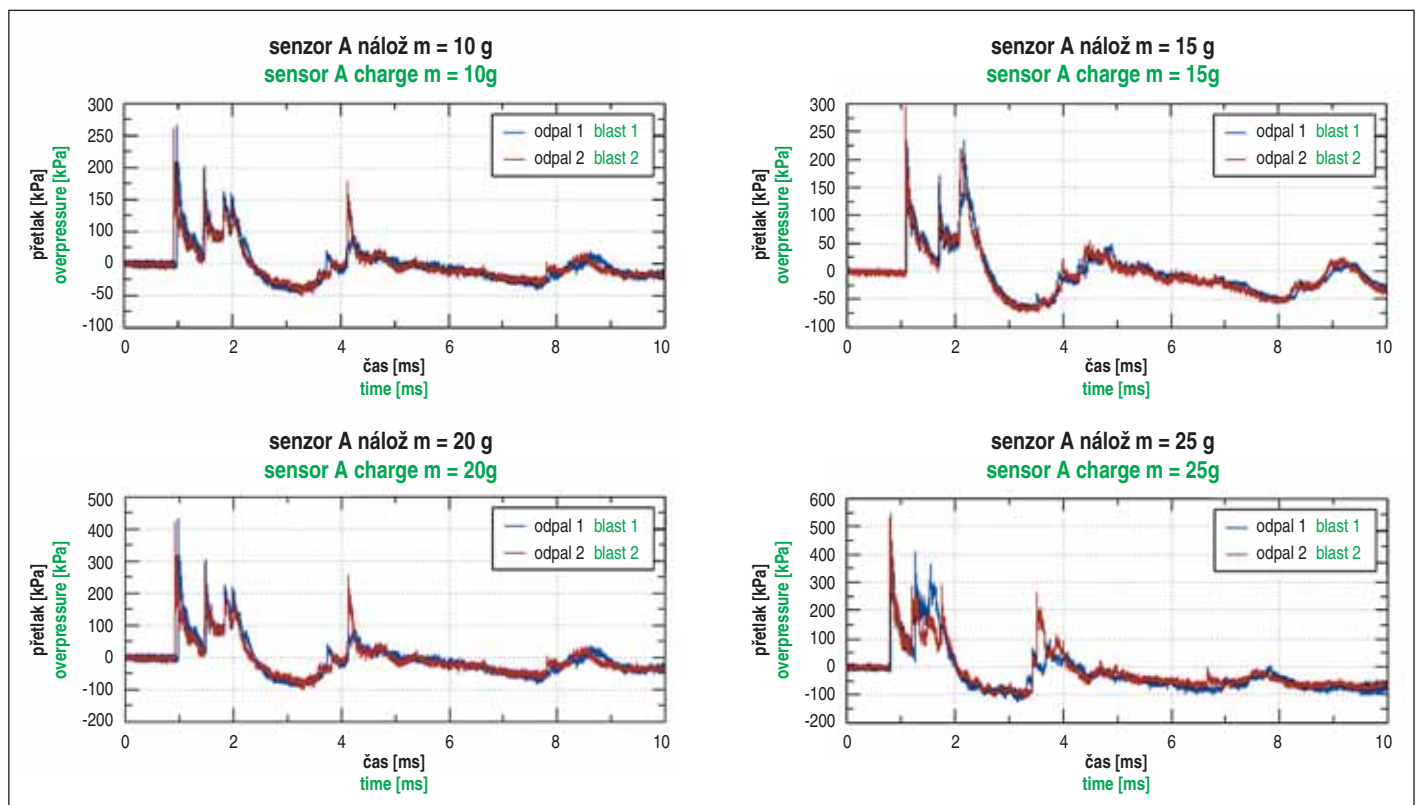 senzor A nálož m = 10 g
sensor A charge m = 10g
přetlak [kPa]
overpressure [kPa]
300
250
200
150
100
50
0
-50
-100
odpal 1 blast 1
odpal 2 blast 2
0 2 4 6 8 10
čas [ms]
time [ms]
senzor A nálož m = 15 g
sensor A charge m = 15g
přetlak [kPa]
overpressure [kPa]
300
250
200
150
100
50
0
-50
-100
odpal 1 blast 1
odpal 2 blast 2
0 2 4 6 8 10
čas [ms]
time [ms]
senzor A nálož m = 20 g
sensor A charge m = 20g
přetlak [kPa]
overpressure [kPa]
500
400
300
200
100
0
-100
-200
odpal 1 blast 1
odpal 2 blast 2
0 2 4 6 8 10
čas [ms]
time [ms]
senzor A nálož m = 25 g
sensor A charge m = 25g
přetlak [kPa]
overpressure [kPa]
600
500
400
300
200
100
0
-100
-200
odpal 1 blast 1
odpal 2 blast 2
0 2 4 6 8 10
čas [ms]
time [ms]